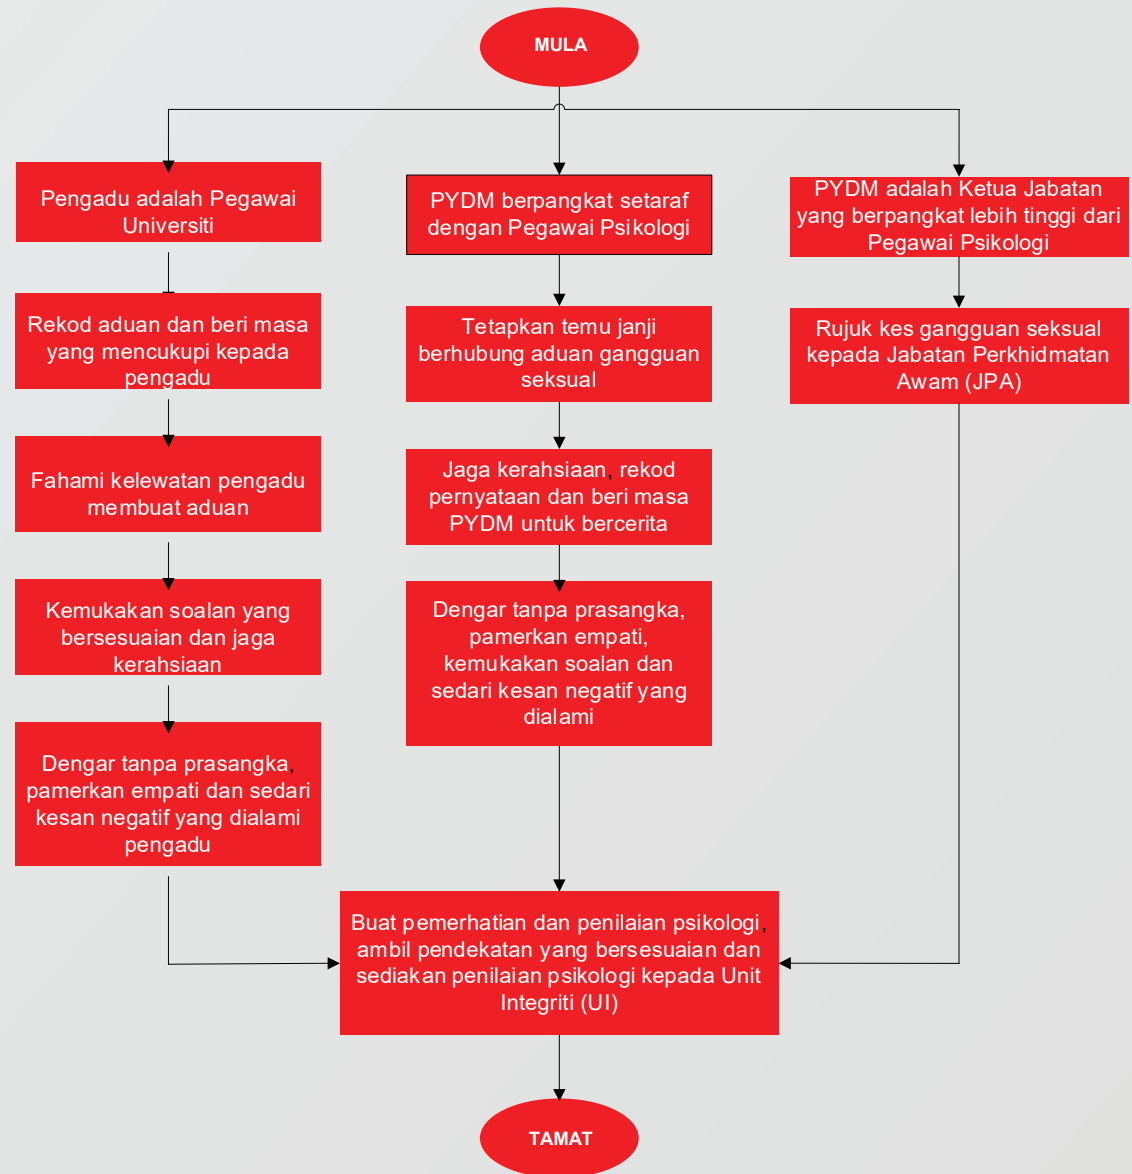 MULA
Pengadu adalah Pegawai
Universiti
Rekod aduan dan beri masa
yang mencukupi kepada
pengadu
Fahami kelewatan pengadu
membuat aduan
Kemukakan soalan yang
bersesuaian dan jaga
kerahsiaan
Dengar tanpa prasangka,
pamerkan empati dan sedari
kesan negatif yang dialami
pengadu
PYDM berpangkat setaraf
dengan Pegawai Psikologi
Tetapkan temu janji
berhubung aduan gangguan
seksual
Jaga kerahsiaan, rekod
pernyataan dan beri masa
PYDM untuk bercerita
Dengar tanpa prasangka,
pamerkan empati,
kemukakan soalan dan
sedari kesan negatif yang
dialami
PYDM adalah Ketua Jabatan
yang berpangkat lebih tinggi dari
Pegawai Psikologi
Rujuk kes gangguan seksual
kepada Jabatan Perkhidmatan
Awam (JPA)
Buat pemerhatian dan penilaian psikologi,
ambil pendekatan yang bersesuaian dan
sediakan penilaian psikologi kepada Unit
Integriti (UI)
TAMAT